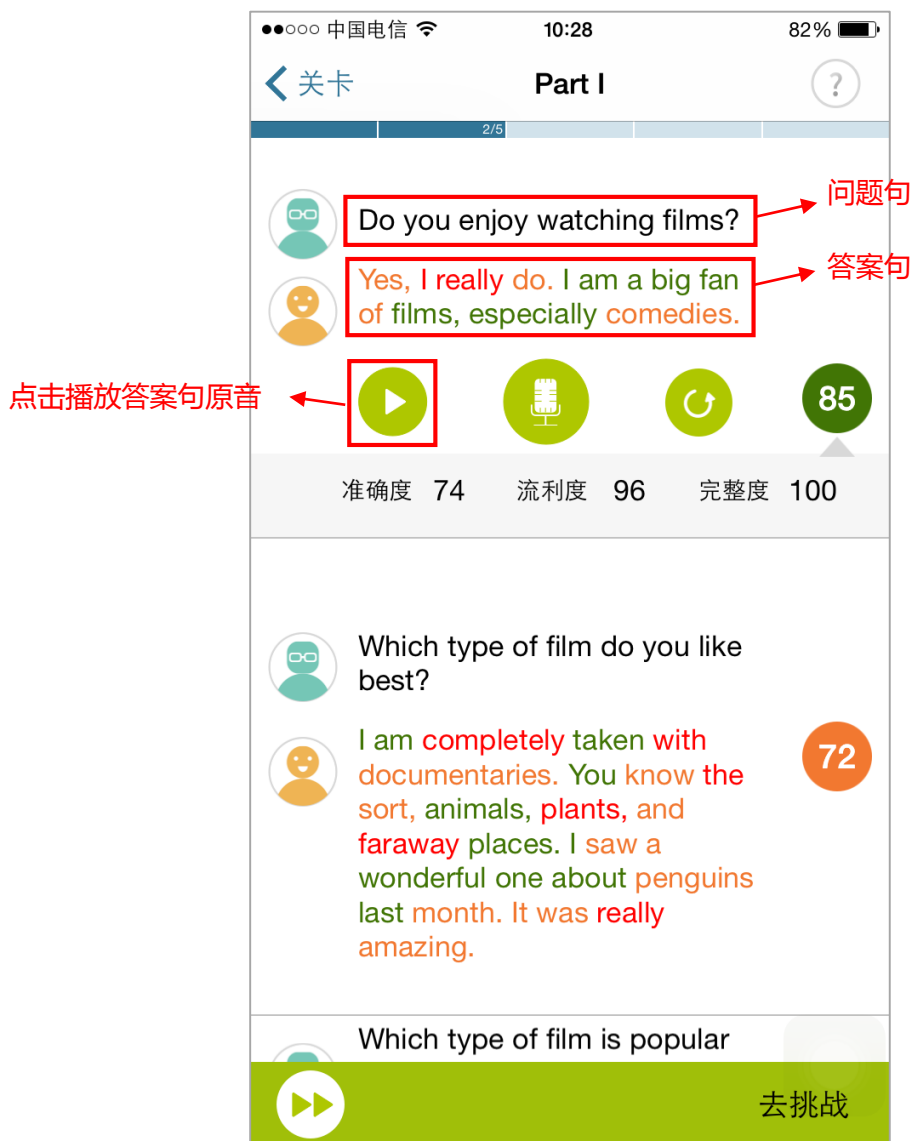 中国电信 10:28 82%
关卡 Part I ?
2/5
问题句
Do you enjoy watching films?
答案句
Yes, I really do. I am a big fan
of films, especially comedies.
点击播放答案句原音
85
准确度 74 流利度 96 完整度 100
Which type of film do you like
best?
I am completely taken with
72
documentaries. You know the
sort, animals, plants, and
faraway places. I saw a
wonderful one about penguins
last month. It was really
amazing.
Which type of film is popular
去挑战